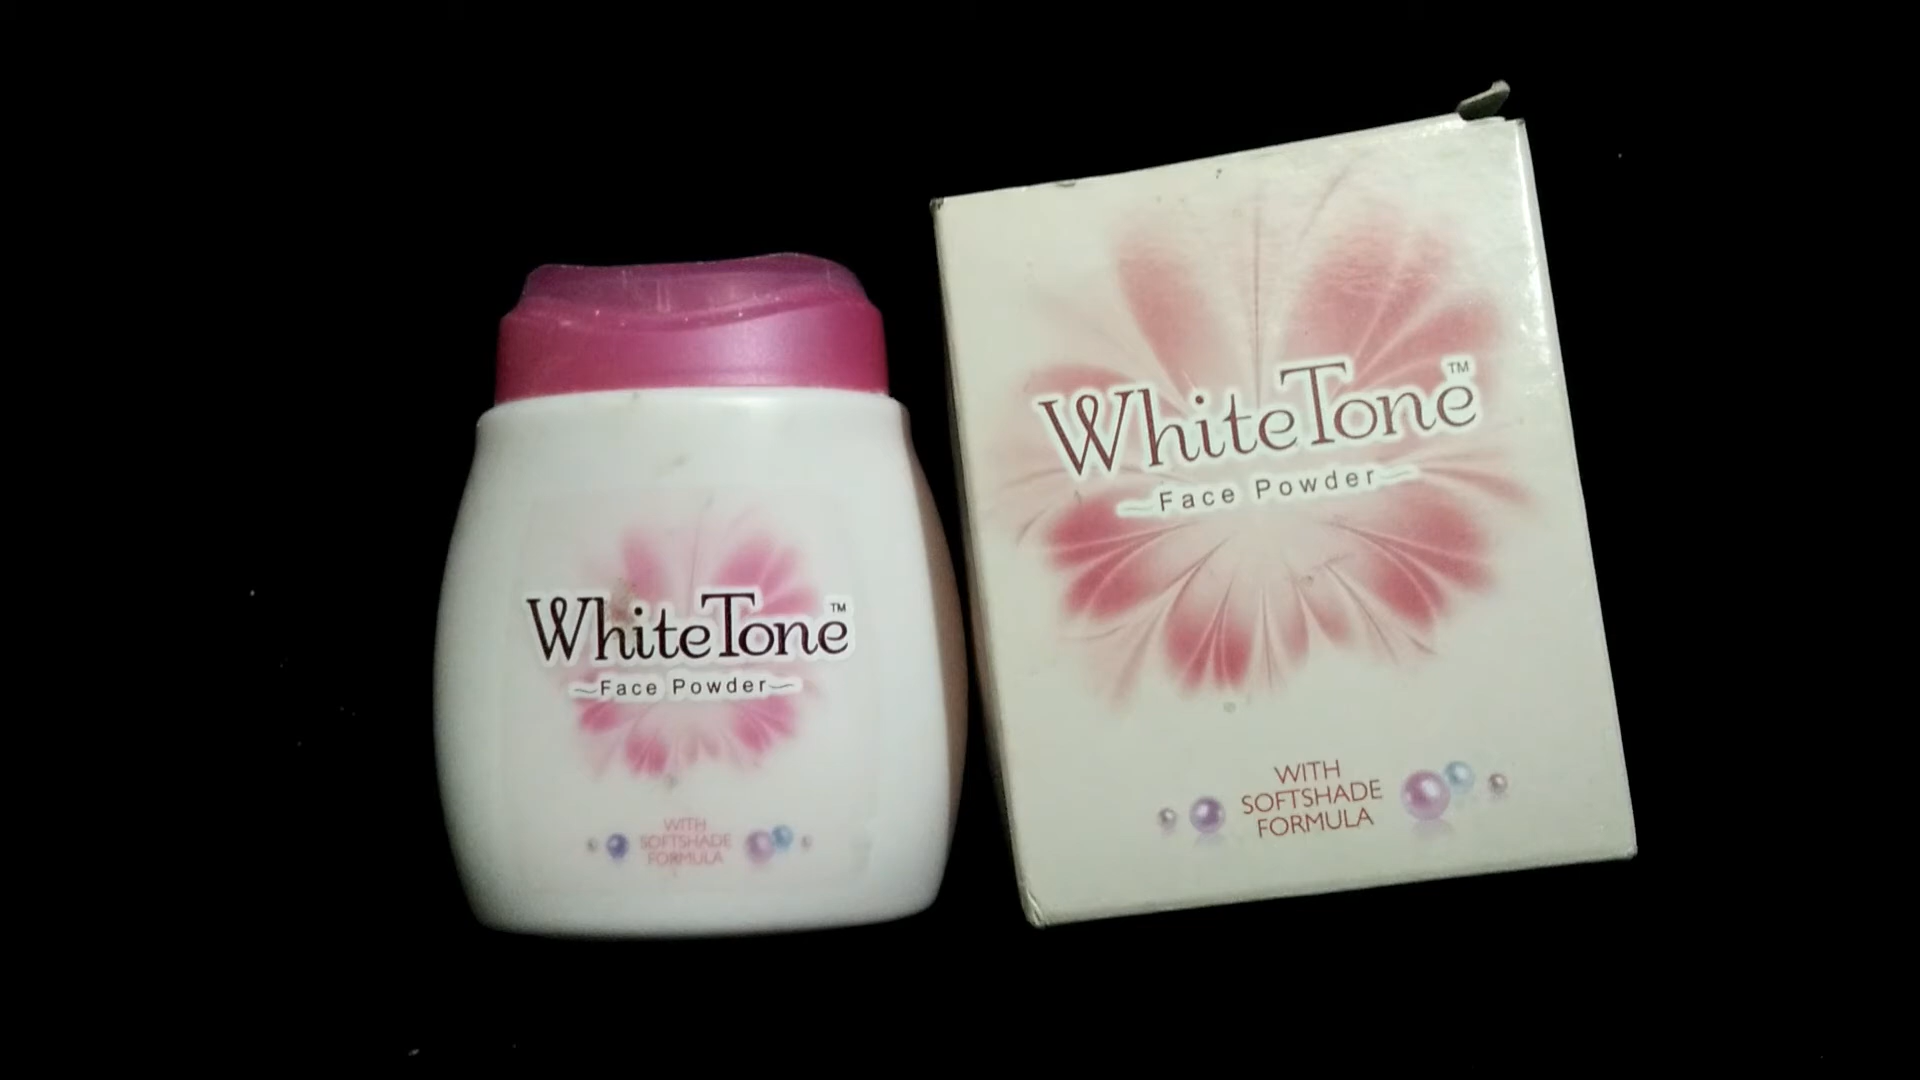 WhiteTone™
Face Powder
WITH
SOFTSHADE
FORMULA
WhiteTone™
Face Powder
WITH
SOFTSHADE
FORMULA